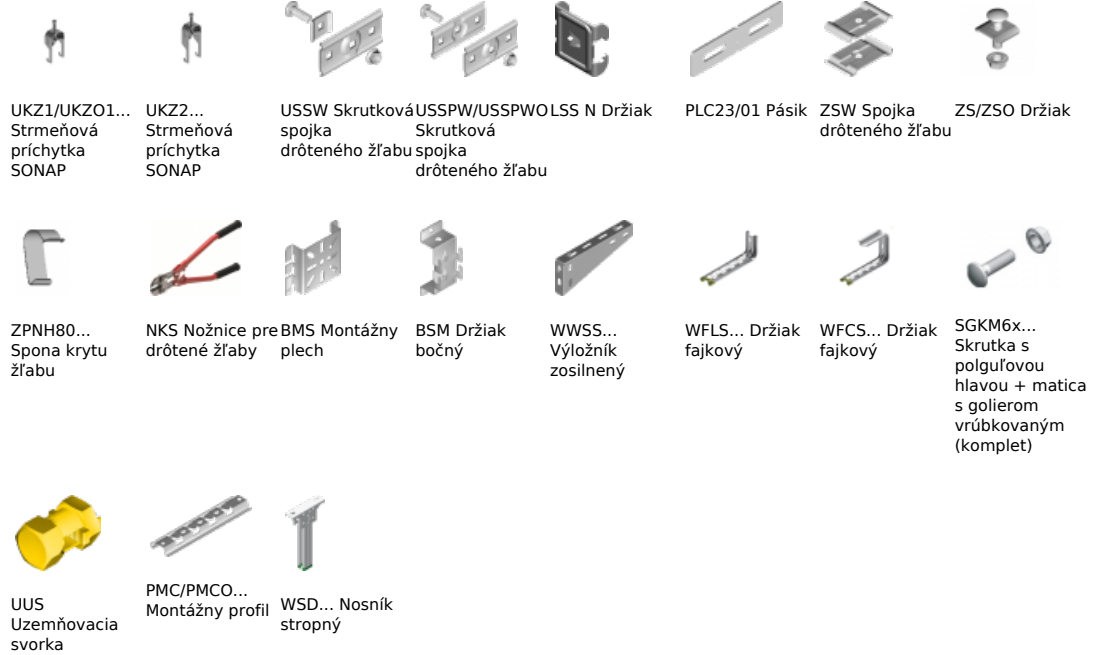 UKZ1/UKZO1...
Strmeňová
príchytka
SONAP
UKZ2...
Strmeňová
príchytka
SONAP
USSW Skrutková
spojka
drôteného žľabu
USSPW/USSPWO
Skrutková
spojka
drôteného žľabu
LSS N Držiak
PLC23/01 Pásik
ZSW Spojka
drôteného žľabu
ZS/ZSO Držiak
ZPNH80...
Spona krytu
žľabu
NKS Nožnice pre
drôtené žľaby
BMS Montážny
plech
BSM Držiak
bočný
WWSS...
Výložník
zosilnený
WFLS... Držiak
fajkový
WFCS... Držiak
fajkový
SGKM6x...
Skrutka s
polguľovou
hlavou + matica
s golierom
vrúbkovaným
(komplet)
UUS
Uzemňovacia
svorka
PMC/PMCO...
Montážny profil
WSD... Nosník
stropný